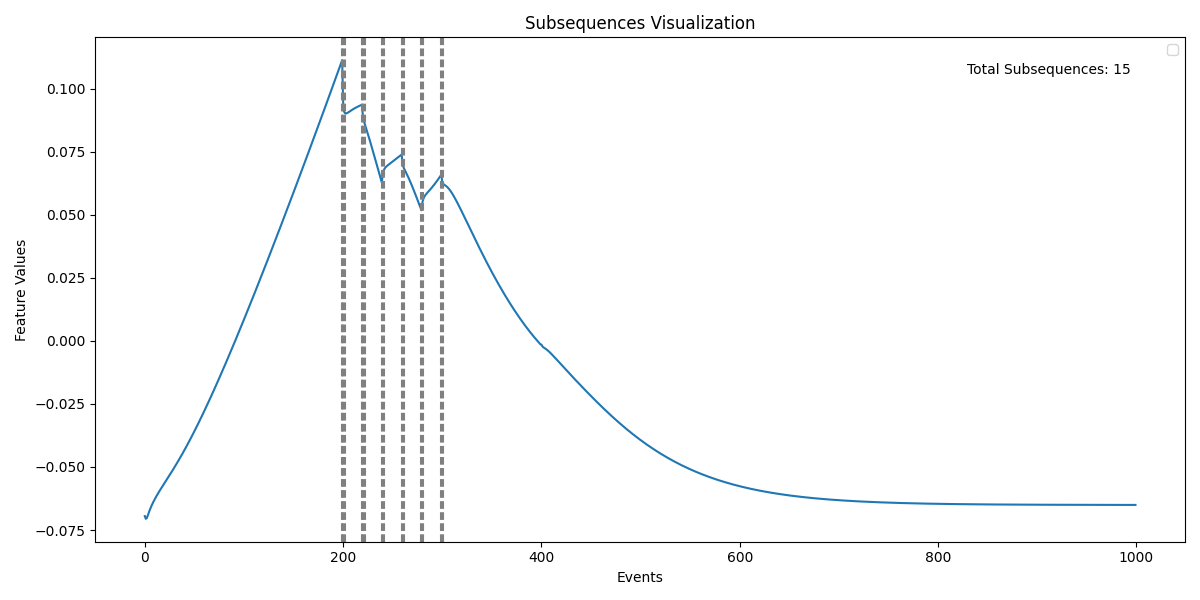 Subsequences Visualization
Total Subsequences: 15
Feature Values
0.100
0.075
0.050
0.025
0.000
−0.025
−0.050
−0.075
0 200 400 600 800 1000
Events